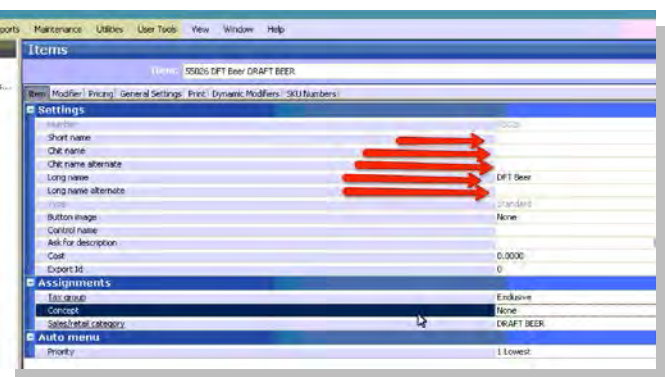 ports Maintenance Utilities User Tools View Window Help
Items
Item: 55026 DFT Beer DRAFT BEER
Item Modifier Pricing General Settings Print Dynamic Modifiers SKU Numbers
Settings
Number
Short name
Chit name
Chit name alternate
Long name DFT Beer
Long name alternate
Type Standard
Button image None
Control name
Ask for description
Cost 0.0000
Export Id 0
Assignments
Tax group Exclusive
Concept None
Sales/retail category DRAFT BEER
Auto menu
Priority 1 Lowest